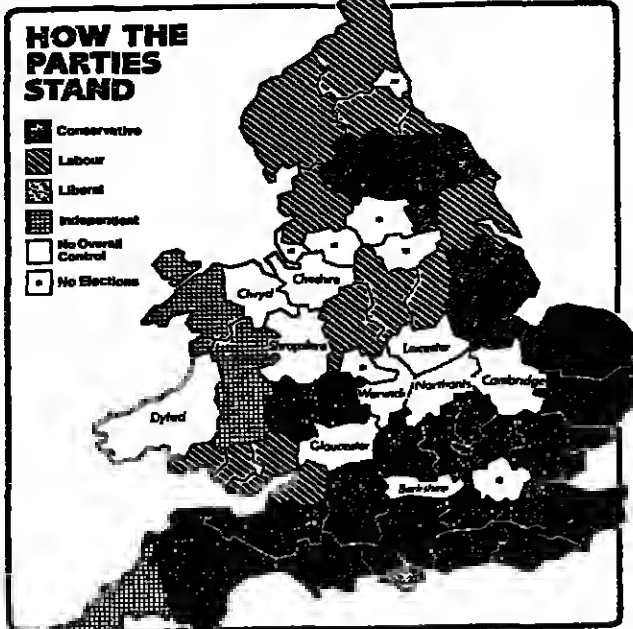 HOW THE
PARTIES
STAND
Conservative
Labour
Liberal
Independent
No Overall
Control
No Elections
Cheshire
Clwyd
Shropshire
Leicester
Warwick
Northants
Cambridge
Dyfed
Gloucester
Berkshire